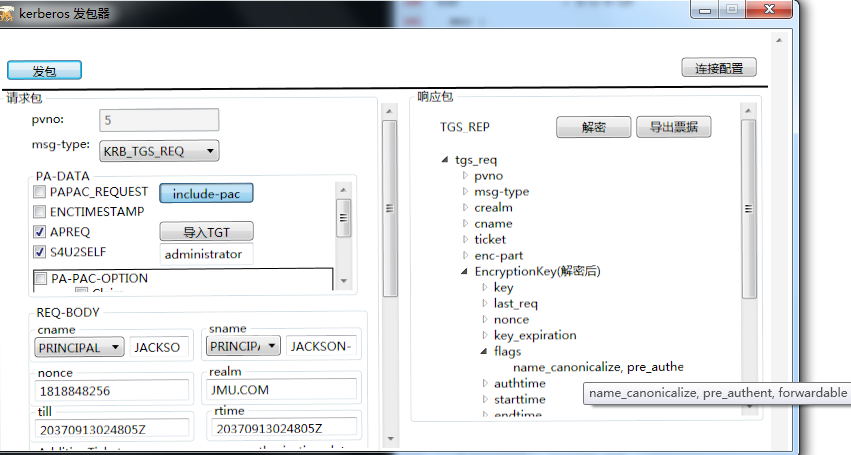 kerberos 发包器
发包
连接配置
请求包
pvno:
5
msg-type:
KRB_TGS_REQ
PA-DATA
PAPAC_REQUEST
include-pac
ENCTIMESTAMP
APREQ
导入TGT
S4U2SELF
administrator
PA-PAC-OPTION
REQ-BODY
cname
PRINCIPAL
JACKSO
sname
PRINCIP
JACKSON-
nonce
1818848256
realm
JMU.COM
till
20370913024805Z
rtime
20370913024805Z
响应包
TGS_REP
解密
导出票据
tgs_req
pvno
msg-type
crealm
cname
ticket
enc-part
EncryptionKey(解密后)
key
last_req
nonce
key_expiration
flags
name_canonicalize, pre_authe
authtime
name_canonicalize, pre_authent, forwardable
starttime
endtime